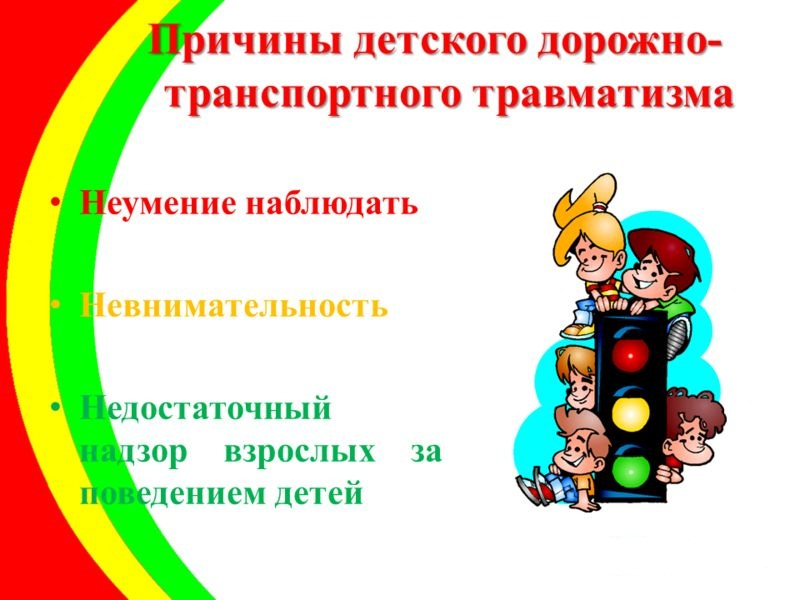 Причины детского дорожно-
транспортного травматизма
• Неумение наблюдать
• Невнимательность
• Недостаточный
надзор взрослых за
поведением детей